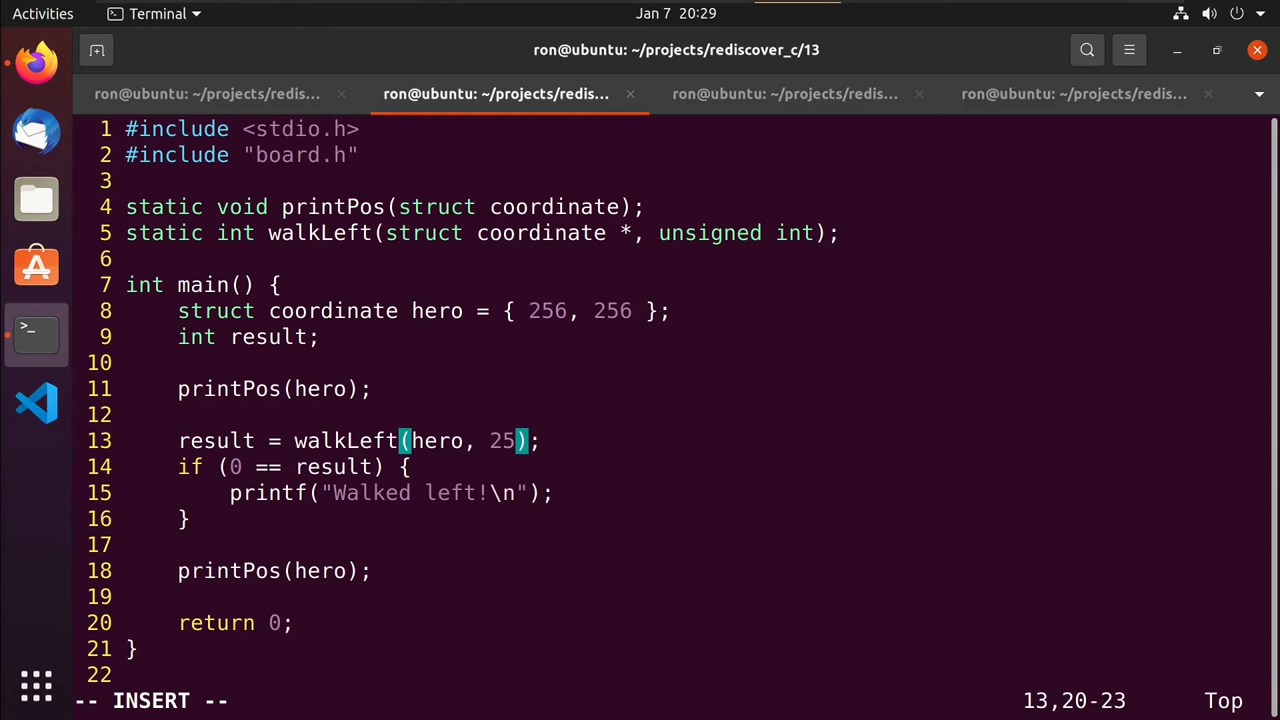 Activities Terminal Jan 7 20:29
ron@ubuntu: ~/projects/rediscover_c/13
ron@ubuntu: ~/projects/redis... ron@ubuntu: ~/projects/redis... ron@ubuntu: ~/projects/redis... ron@ubuntu: ~/projects/redis...
1 #include <stdio.h>
2 #include "board.h"
3
4 static void printPos(struct coordinate);
5 static int walkLeft(struct coordinate *, unsigned int);
6
7 int main() {
8     struct coordinate hero = { 256, 256 };
9     int result;
10
11     printPos(hero);
12
13     result = walkLeft(hero, 25);
14     if (0 == result) {
15         printf("Walked left!\n");
16     }
17
18     printPos(hero);
19
20     return 0;
21 }
22
-- INSERT -- 13,20-23 Top